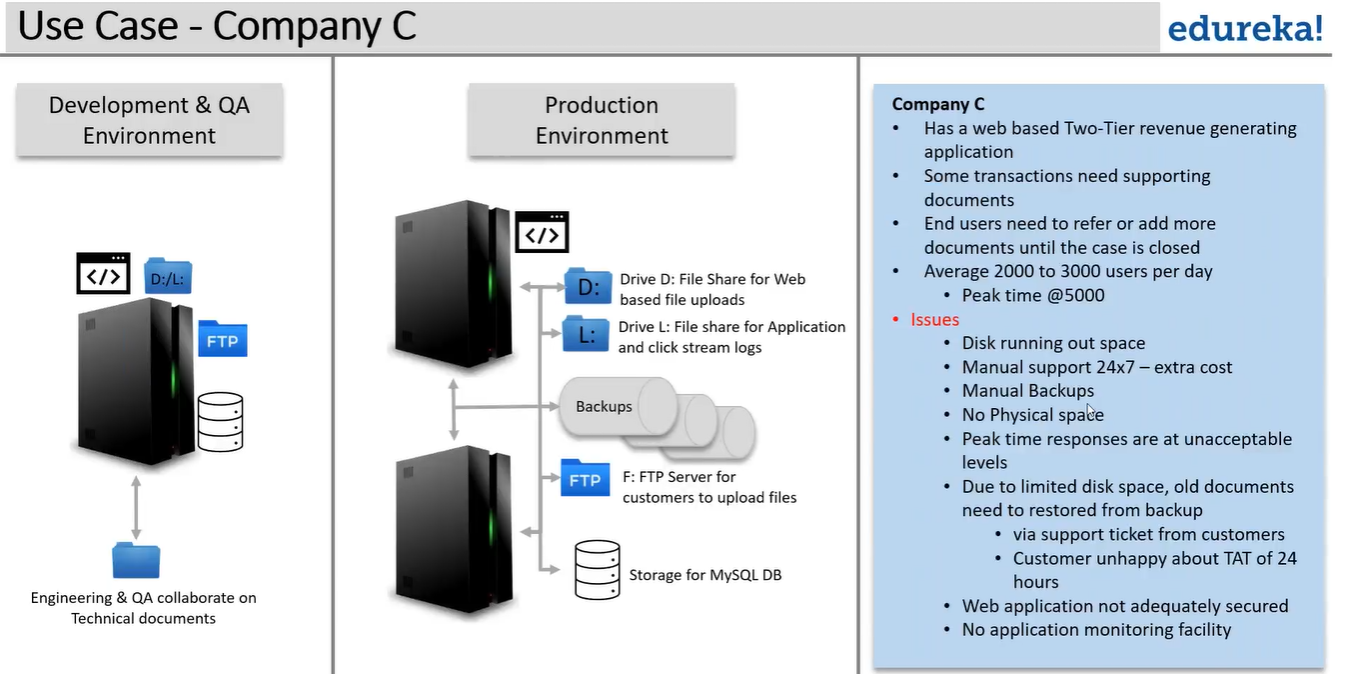 Use Case - Company C
edureka!
Development & QA
Environment
</>
D:/L:
FTP
Engineering & QA collaborate on
Technical documents
Production
Environment
</>
D:
Drive D: File Share for Web
based file uploads
L:
Drive L: File share for Application
and click stream logs
Backups
FTP
F: FTP Server for
customers to upload files
Storage for MySQL DB
Company C
• Has a web based Two-Tier revenue generating
application
• Some transactions need supporting
documents
• End users need to refer or add more
documents until the case is closed
• Average 2000 to 3000 users per day
• Peak time @5000
• Issues
• Disk running out space
• Manual support 24x7 – extra cost
• Manual Backups
• No Physical space
• Peak time responses are at unacceptable
levels
• Due to limited disk space, old documents
need to restored from backup
• via support ticket from customers
• Customer unhappy about TAT of 24
hours
• Web application not adequately secured
• No application monitoring facility